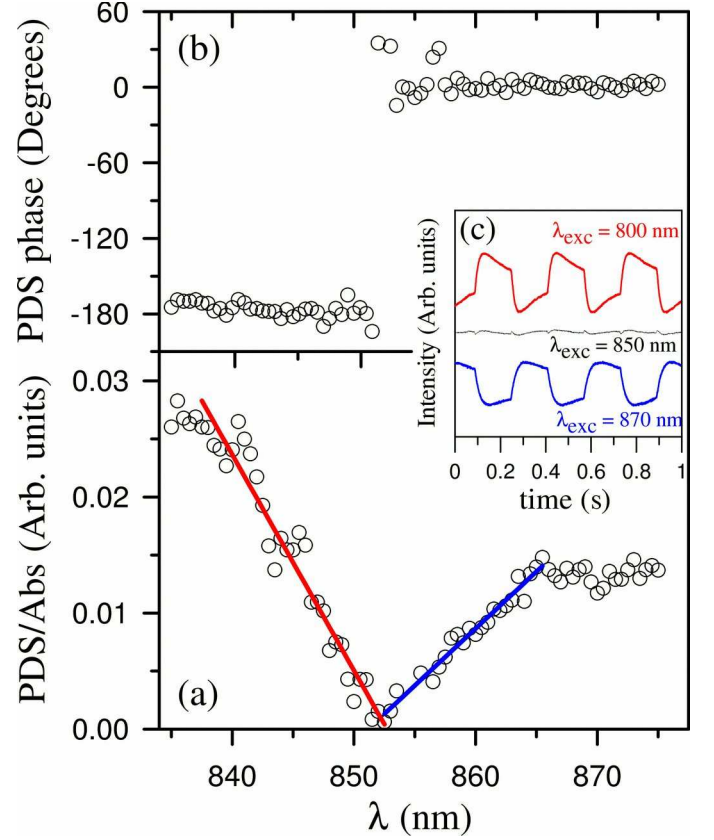 60
0
-60
-120
-180
PDS phase (Degrees)
(b)
(c)
λexc = 800 nm
λexc = 850 nm
λexc = 870 nm
Intensity (Arb. units)
0 0.2 0.4 0.6 0.8 1
time (s)
0.03
0.02
0.01
0.00
PDS/Abs (Arb. units)
(a)
840 850 860 870
λ (nm)